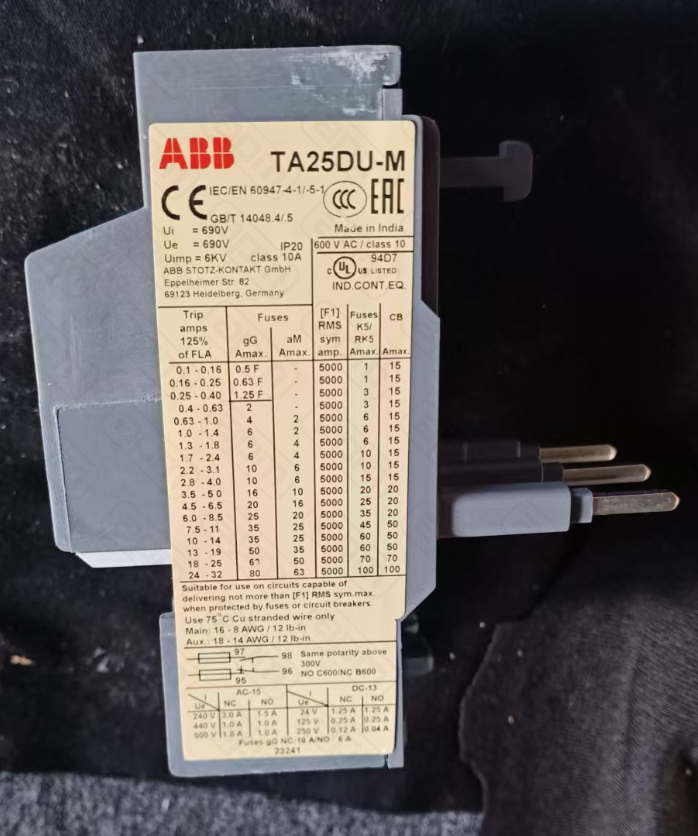 ABB TA25DU-M
CE IEC/EN 60947-4-1/-5-1 CCC EAC
GB/T 14048.4/.5
Ui = 690V Made in India
Ue = 690V IP20 600 V AC / class 10
Uimp = 6KV class 10A 94D7
ABB STOTZ-KONTAKT GmbH C UL US LISTED
Eppelheimer Str. 82 IND.CONT.EQ.
69123 Heidelberg, Germany
Trip Fuses [F1] Fuses CB
amps RMS K5/
125% gG aM sym RK5
of FLA Amax. Amax. amp. Amax. Amax.
0.1 - 0.16 0.5 F - 5000 1 15
0.16 - 0.25 0.63 F - 5000 1 15
0.25 - 0.40 1.25 F - 5000 3 15
0.4 - 0.63 2 - 5000 3 15
0.63 - 1.0 4 2 5000 6 15
1.0 - 1.4 6 2 5000 6 15
1.3 - 1.8 6 4 5000 6 15
1.7 - 2.4 6 4 5000 10 15
2.2 - 3.1 10 6 5000 10 15
2.8 - 4.0 10 6 5000 15 15
3.5 - 5.0 16 10 5000 20 20
4.5 - 6.5 20 16 5000 25 20
6.0 - 8.5 25 20 5000 35 20
7.5 - 11 35 25 5000 45 50
10 - 14 35 25 5000 60 50
13 - 19 50 35 5000 60 50
18 - 25 50 5000 70 70
24 - 32 80 63 5000 100 100
Suitable for use on circuits capable of
delivering not more than [F1] RMS sym.max.
when protected by fuses or circuit breakers.
Use 75°C Cu stranded wire only
Main: 16 - 8 AWG / 12 lb-in
Aux.: 18 - 14 AWG / 12 lb-in
97 98 Same polarity above
300V
95 96 NO C600/NC B600
AC-15 DC-13
I NC NO I NC NO
Ue Ue
240 V 3.0 A 1.5 A 24 V 1.25 A 1.25 A
440 V 1.0 A 1.0 A 125 V 0.25 A 0.25 A
500 V 1.0 A 1.0 A 250 V 0.12 A 0.04 A
Fuses gG NC 10 A/NO 6 A
23241